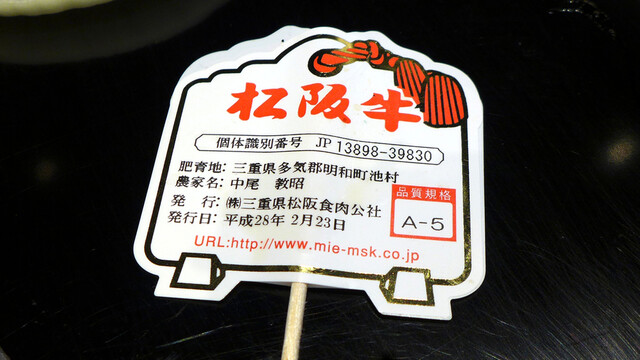 松阪牛
個体識別番号 JP 13898-39830
肥育地: 三重県多気郡明和町池村
農家名: 中尾 教昭
品質規格
A-5
発 行: ㈱三重県松阪食肉公社
発行日: 平成28年 2月23日
URL:http://www.mie-msk.co.jp